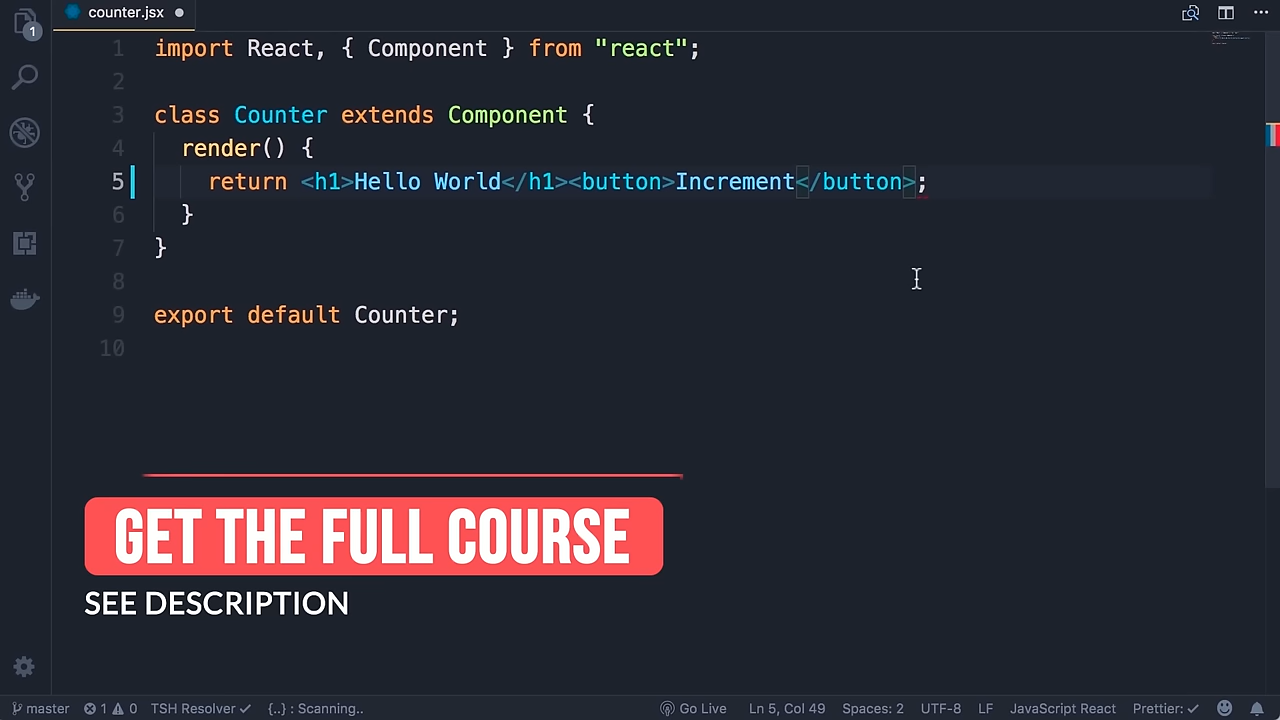 counter.jsx
1
1 import React, { Component } from "react";
2
3 class Counter extends Component {
4 render() {
5 return <h1>Hello World</h1><button>Increment</button>;
6 }
7 }
8
9 export default Counter;
10
GET THE FULL COURSE
SEE DESCRIPTION
master 1 0 TSH Resolver {..} : Scanning.. Go Live Ln 5, Col 49 Spaces: 2 UTF-8 LF JavaScript React Prettier: